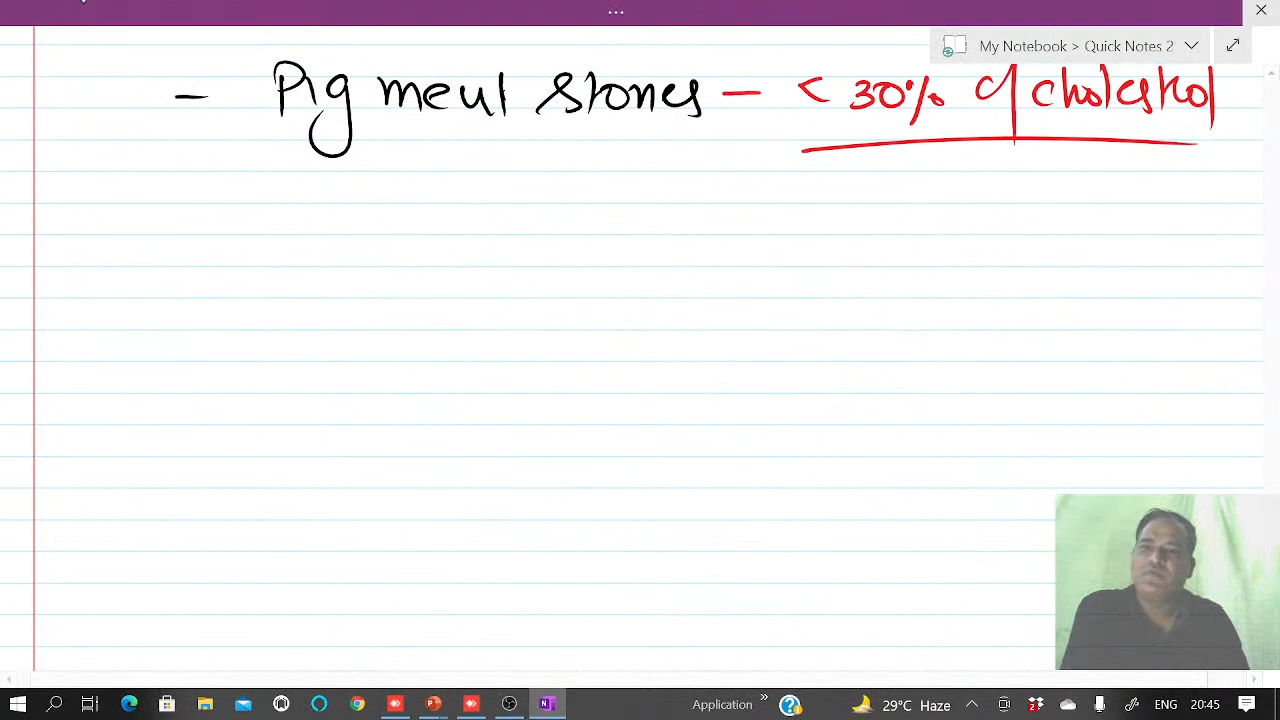 ...
My Notebook > Quick Notes 2
- Pigment stones - < 30% of cholesterol
Application
29°C Haze
ENG
20:45